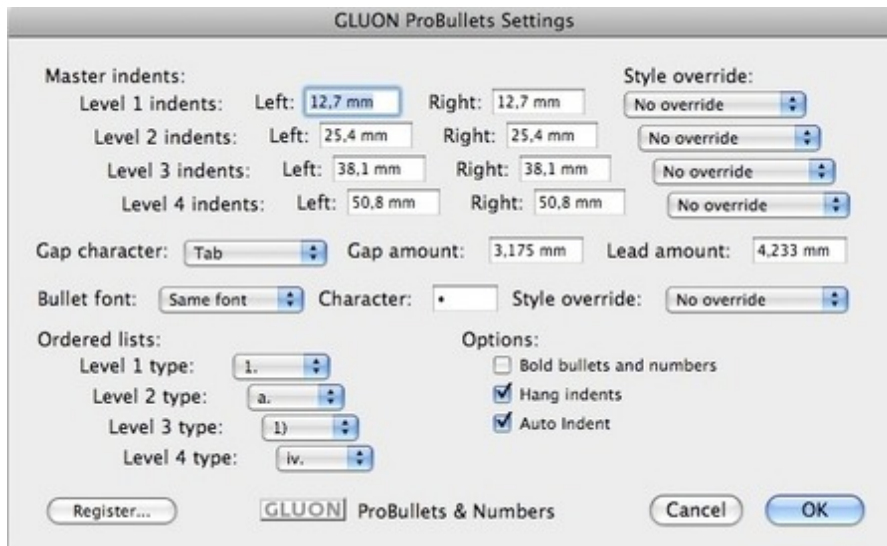 GLUON ProBullets Settings
Master indents: Style override:
Level 1 indents: Left: 12,7 mm Right: 12,7 mm No override
Level 2 indents: Left: 25,4 mm Right: 25,4 mm No override
Level 3 indents: Left: 38,1 mm Right: 38,1 mm No override
Level 4 indents: Left: 50,8 mm Right: 50,8 mm No override
Gap character: Tab Gap amount: 3,175 mm Lead amount: 4,233 mm
Bullet font: Same font Character: • Style override: No override
Ordered lists: Options:
Level 1 type: 1. Bold bullets and numbers
Level 2 type: a. Hang indents
Level 3 type: 1) Auto Indent
Level 4 type: iv.
Register... GLUON ProBullets & Numbers Cancel OK